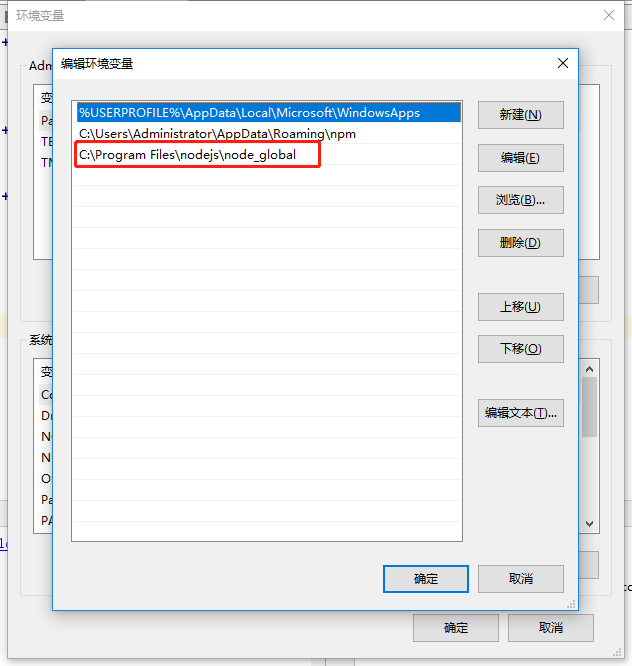 环境变量
编辑环境变量
%USERPROFILE%\AppData\Local\Microsoft\WindowsApps
C:\Users\Administrator\AppData\Roaming\npm
C:\Program Files\nodejs\node_global
新建(N)
编辑(E)
浏览(B)...
删除(D)
上移(U)
下移(O)
编辑文本(T)...
确定
取消
Adm
变
Pa
TE
TM
系统
变
Co
Dr
N
O
Pa
PA
确定
取消